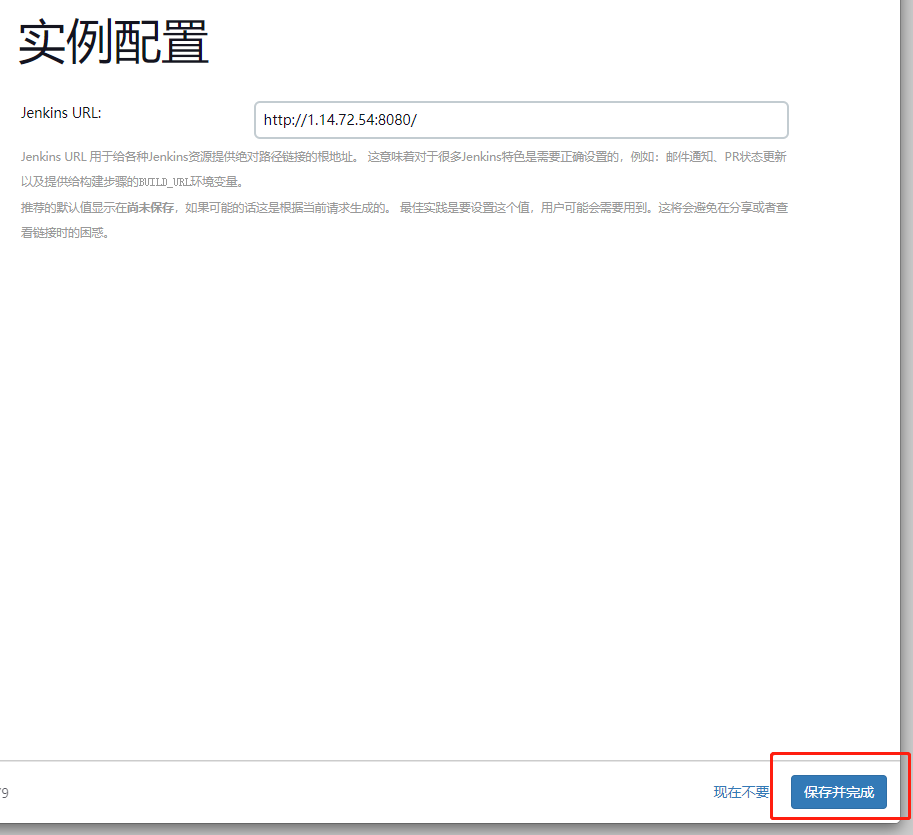 实例配置
Jenkins URL:
http://1.14.72.54:8080/
Jenkins URL 用于给各种Jenkins资源提供绝对路径链接的根地址。 这意味着对于很多Jenkins特色是需要正确设置的，例如：邮件通知、PR状态更新
以及提供给构建步骤的BUILD_URL环境变量。
推荐的默认值显示在尚未保存，如果可能的话这是根据当前请求生成的。 最佳实践是要设置这个值，用户可能会需要用到。这将会避免在分享或者查
看链接时的困惑。
现在不要
保存并完成